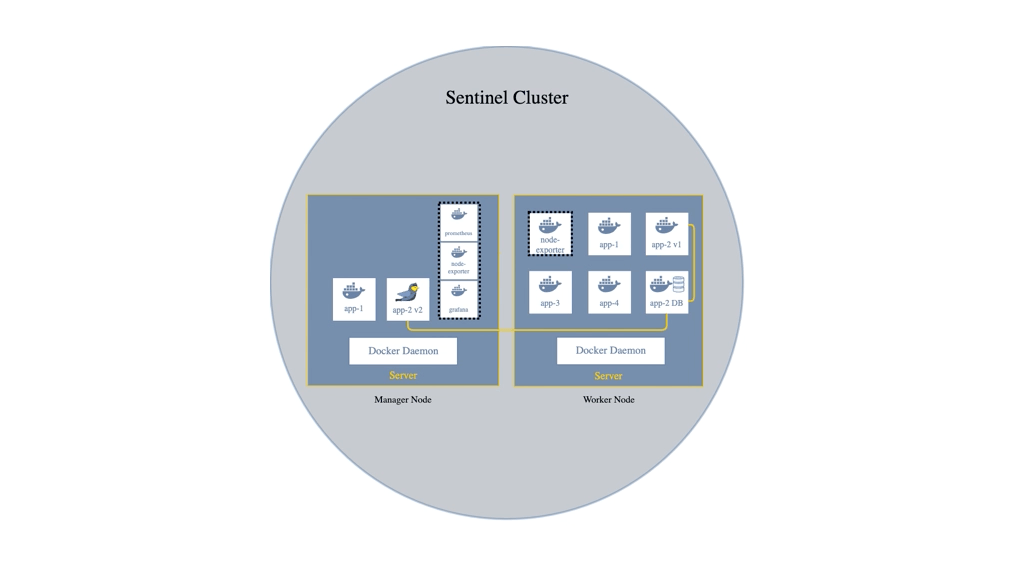 Sentinel Cluster
prometheus
node-
exporter
grafana
app-1
app-2 v2
Docker Daemon
Server
Manager Node
node-
exporter
app-1
app-2 v1
app-3
app-4
app-2 DB
Docker Daemon
Server
Worker Node